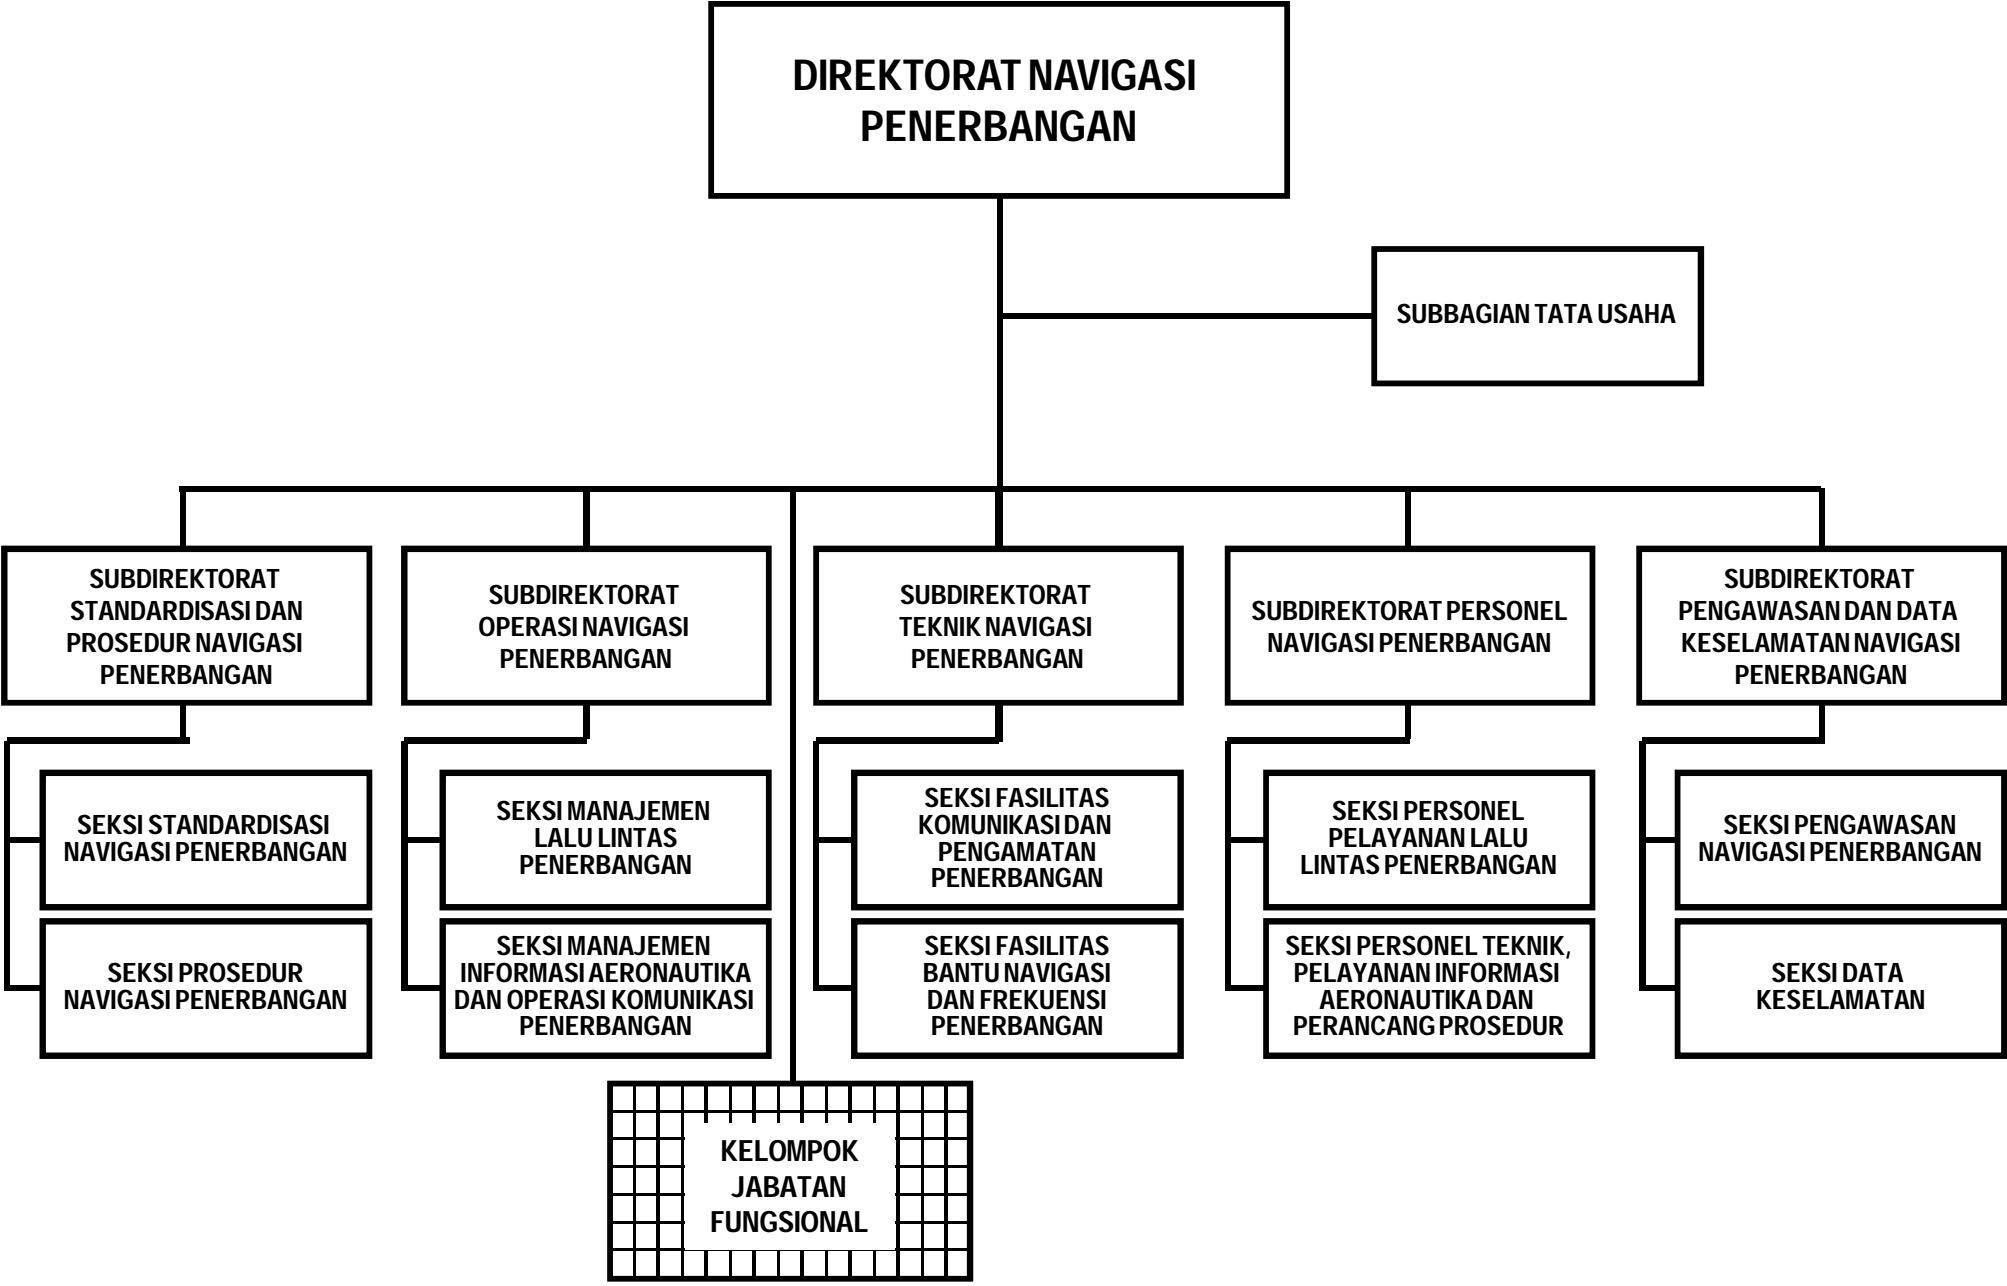 DIREKTORAT NAVIGASI
PENERBANGAN
SUBBAGIAN TATA USAHA
SUBDIREKTORAT
STANDARDISASI DAN
PROSEDUR NAVIGASI
PENERBANGAN
SUBDIREKTORAT
OPERASI NAVIGASI
PENERBANGAN
SUBDIREKTORAT
TEKNIK NAVIGASI
PENERBANGAN
SUBDIREKTORAT PERSONEL
NAVIGASI PENERBANGAN
SUBDIREKTORAT
PENGAWASAN DAN DATA
KESELAMATAN NAVIGASI
PENERBANGAN
SEKSI STANDARDISASI
NAVIGASI PENERBANGAN
SEKSI MANAJEMEN
LALU LINTAS
PENERBANGAN
SEKSI FASILITAS
KOMUNIKASI DAN
PENGAMATAN
PENERBANGAN
SEKSI PERSONEL
PELAYANAN LALU
LINTAS PENERBANGAN
SEKSI PENGAWASAN
NAVIGASI PENERBANGAN
SEKSI PROSEDUR
NAVIGASI PENERBANGAN
SEKSI MANAJEMEN
INFORMASI AERONAUTIKA
DAN OPERASI KOMUNIKASI
PENERBANGAN
SEKSI FASILITAS
BANTU NAVIGASI
DAN FREKUENSI
PENERBANGAN
SEKSI PERSONEL TEKNIK,
PELAYANAN INFORMASI
AERONAUTIKA DAN
PERANCANG PROSEDUR
SEKSI DATA
KESELAMATAN
KELOMPOK
JABATAN
FUNGSIONAL